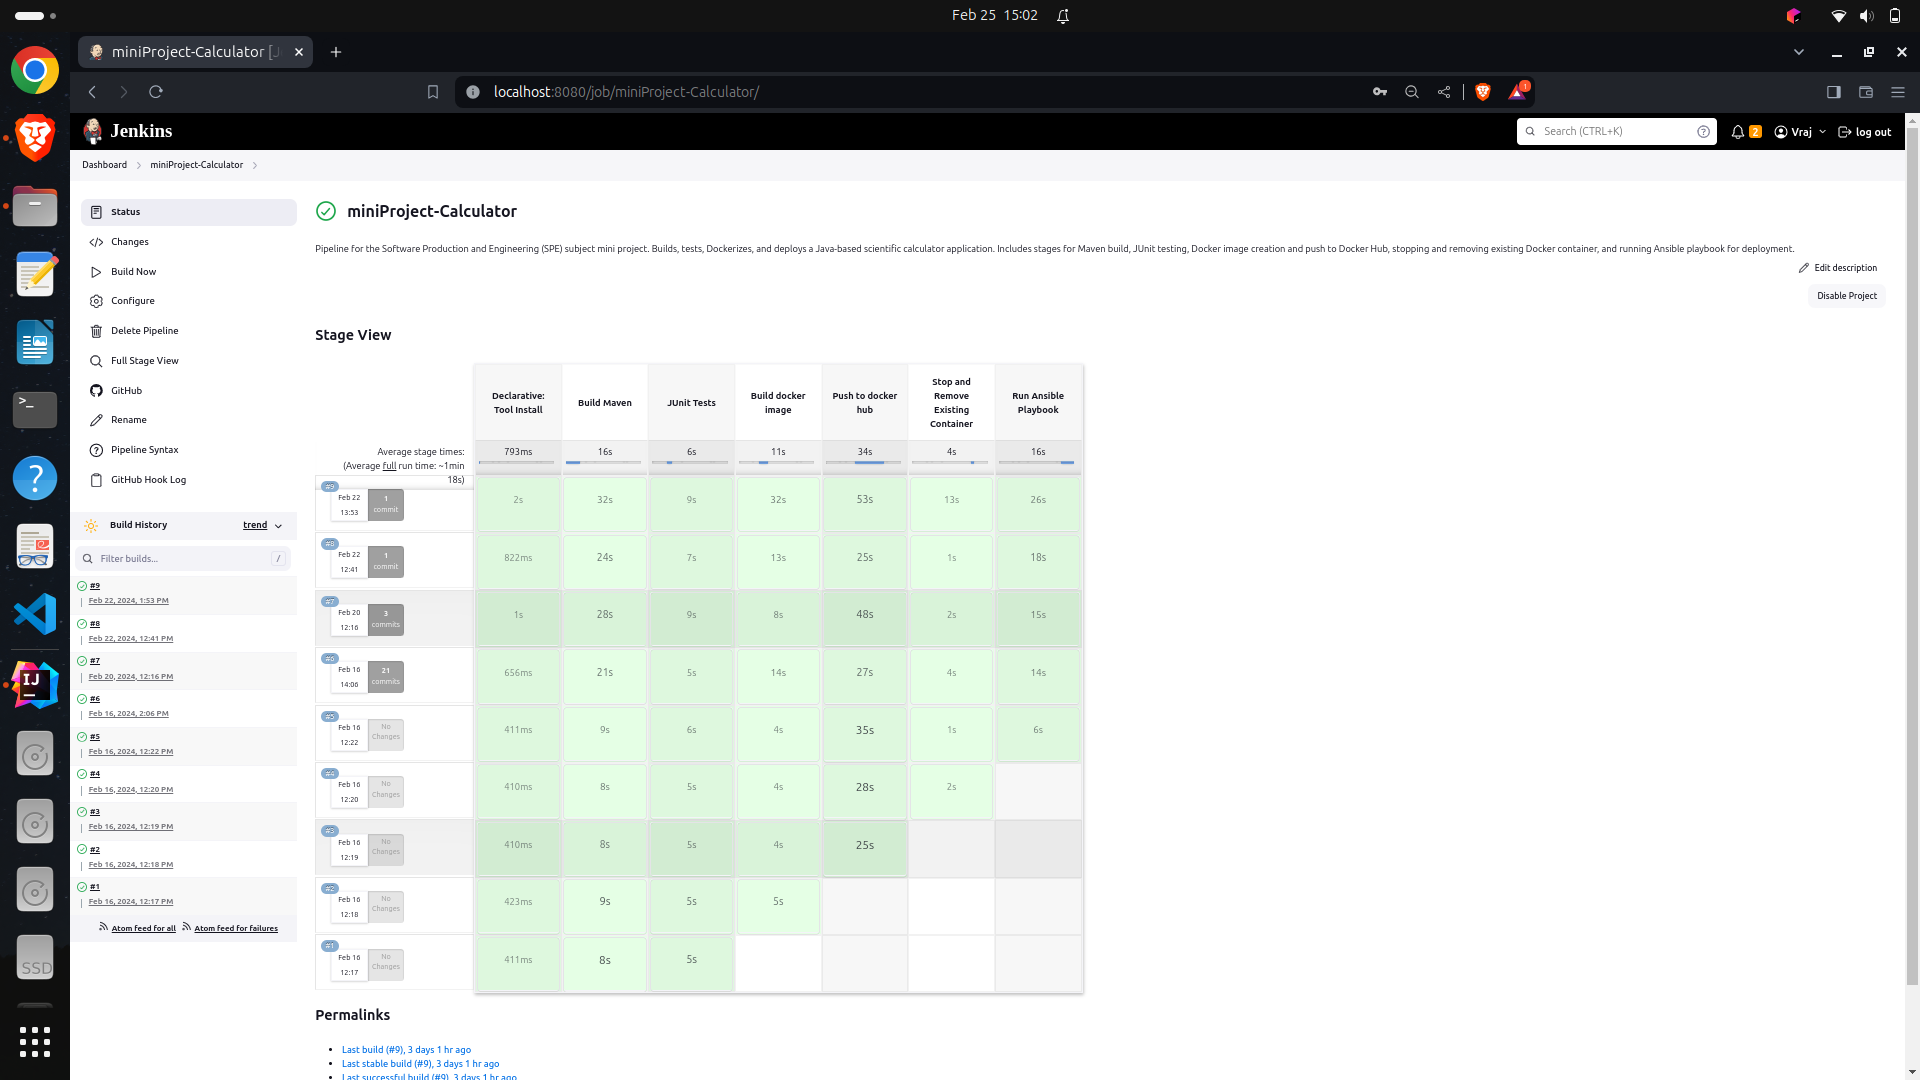 Feb 25 15:02
miniProject-Calculator [J
localhost:8080/job/miniProject-Calculator/
1
Jenkins
Search (CTRL+K)
2
Vraj
log out
Dashboard
miniProject-Calculator
Status
Changes
Build Now
Configure
Delete Pipeline
Full Stage View
GitHub
Rename
Pipeline Syntax
GitHub Hook Log
Build History
trend
Filter builds...
/
#9
Feb 22, 2024, 1:53 PM
#8
Feb 22, 2024, 12:41 PM
#7
Feb 20, 2024, 12:16 PM
#6
Feb 16, 2024, 2:06 PM
#5
Feb 16, 2024, 12:22 PM
#4
Feb 16, 2024, 12:20 PM
#3
Feb 16, 2024, 12:19 PM
#2
Feb 16, 2024, 12:18 PM
#1
Feb 16, 2024, 12:17 PM
Atom feed for all
Atom feed for failures
miniProject-Calculator
Pipeline for the Software Production and Engineering (SPE) subject mini project. Builds, tests, Dockerizes, and deploys a Java-based scientific calculator application. Includes stages for Maven build, JUnit testing, Docker image creation and push to Docker Hub, stopping and removing existing Docker container, and running Ansible playbook for deployment.
Edit description
Disable Project
Stage View
Declarative: Tool Install
Build Maven
JUnit Tests
Build docker image
Push to docker hub
Stop and Remove Existing Container
Run Ansible Playbook
Average stage times:
(Average full run time: ~1min
18s)
793ms 16s 6s 11s 34s 4s 16s
#9 Feb 22 13:53 1 commit 2s 32s 9s 32s 53s 13s 26s
#8 Feb 22 12:41 1 commit 822ms 24s 7s 13s 25s 1s 18s
#7 Feb 20 12:16 3 commits 1s 28s 9s 8s 48s 2s 15s
#6 Feb 16 14:06 21 commits 656ms 21s 5s 14s 27s 4s 14s
#5 Feb 16 12:22 No Changes 411ms 9s 6s 4s 35s 1s 6s
#4 Feb 16 12:20 No Changes 410ms 8s 5s 4s 28s 2s
#3 Feb 16 12:19 No Changes 410ms 8s 5s 4s 25s
#2 Feb 16 12:18 No Changes 423ms 9s 5s 5s
#1 Feb 16 12:17 No Changes 411ms 8s 5s
Permalinks
Last build (#9), 3 days 1 hr ago
Last stable build (#9), 3 days 1 hr ago
Last successful build (#9), 3 days 1 hr ago
IJ
SSD